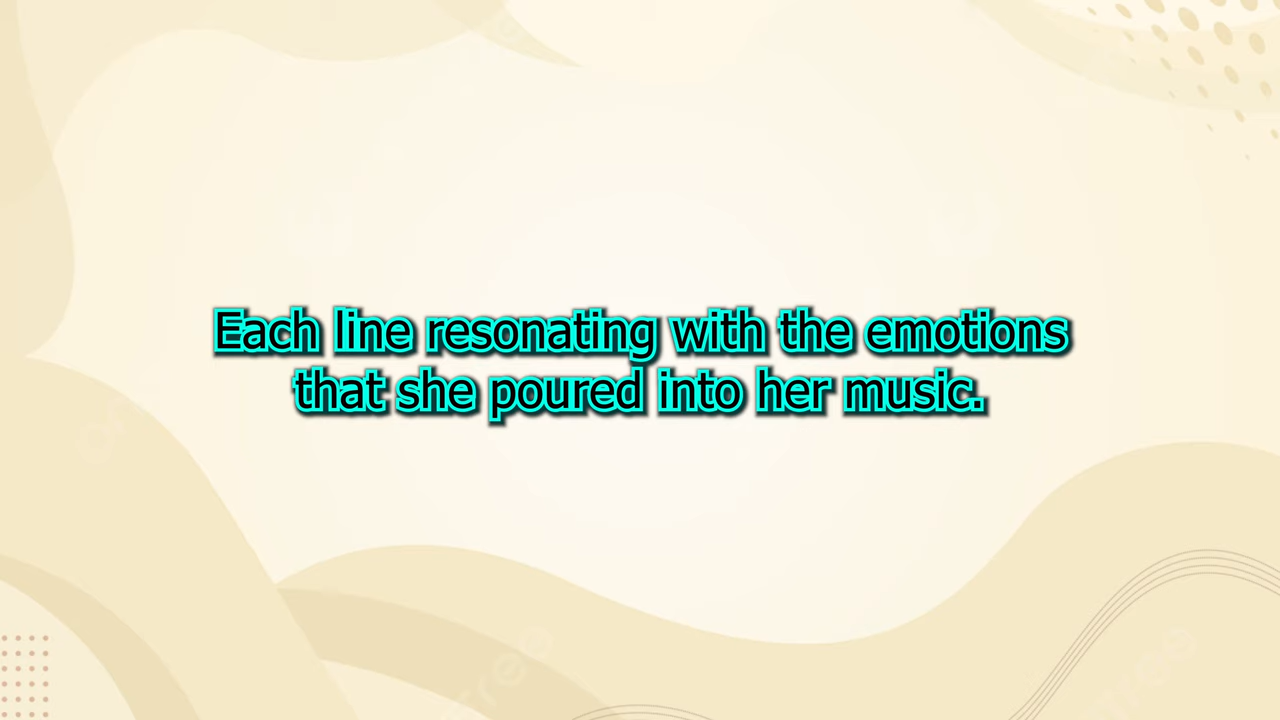 Each line resonating with the emotions
that she poured into her music.